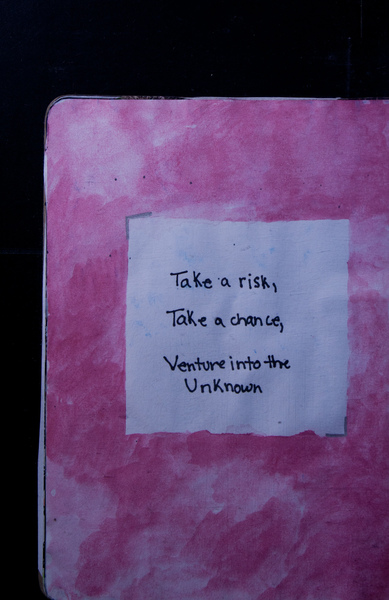 Take a risk,
Take a chance,
Venture into the
Unknown